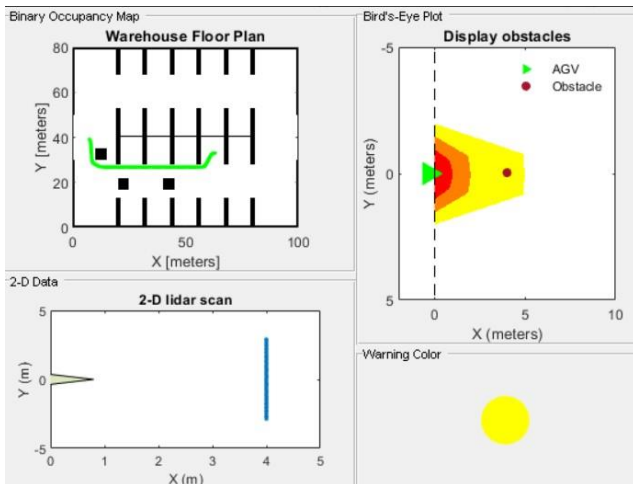 Binary Occupancy Map
Warehouse Floor Plan
80
60
40
20
0
Y [meters]
0
50
100
X [meters]
Bird's-Eye Plot
Display obstacles
AGV
Obstacle
-5
0
5
Y (meters)
0
5
10
X (meters)
2-D Data
2-D lidar scan
5
0
-5
Y (m)
0
1
2
3
4
5
X (m)
Warning Color